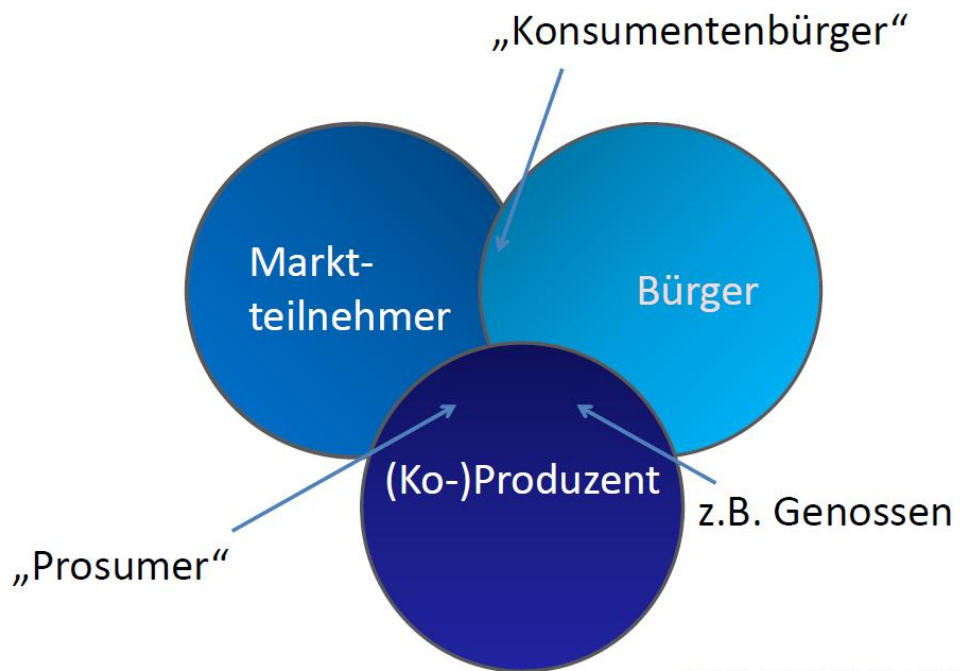 „Konsumentenbürger“
Markt-
teilnehmer
Bürger
(Ko-)Produzent
z.B. Genossen
„Prosumer“